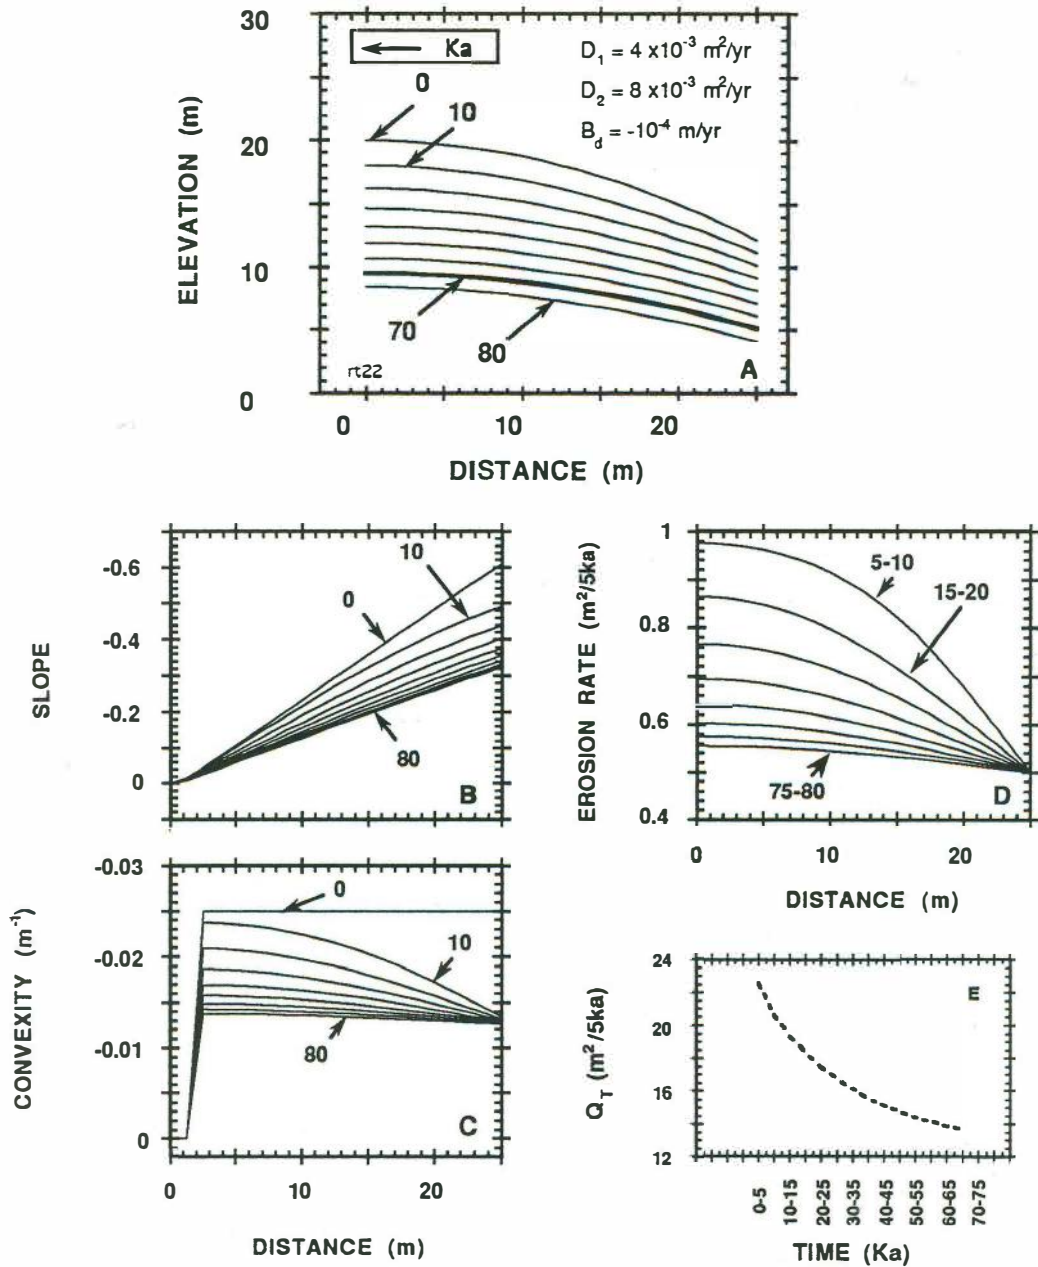 30
20
10
0
ELEVATION (m)
← Ka
0
10
D₁ = 4 x10⁻³ m²/yr
D₂ = 8 x10⁻³ m²/yr
B_d = -10⁻⁴ m/yr
70
80
rt22
A
0 10 20
DISTANCE (m)
-0.6
-0.4
-0.2
0
SLOPE
10
0
80
B
1
0.8
0.6
0.4
EROSION RATE (m²/5ka)
5-10
15-20
75-80
D
0 10 20
DISTANCE (m)
-0.03
-0.02
-0.01
0
CONVEXITY (m⁻¹)
0
10
80
C
0 10 20
DISTANCE (m)
24
20
16
12
Q_T (m²/5ka)
E
0-5
10-15
20-25
30-35
40-45
50-55
60-65
70-75
TIME (Ka)